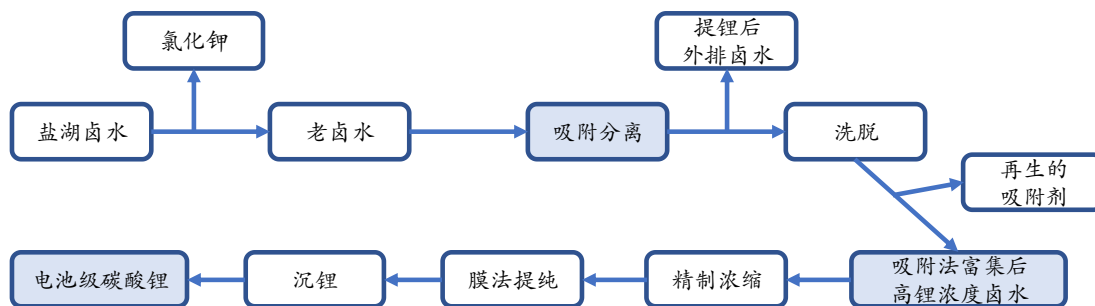 氯化钾
提锂后
外排卤水
盐湖卤水
老卤水
吸附分离
洗脱
再生的
吸附剂
电池级碳酸锂
沉锂
膜法提纯
精制浓缩
吸附法富集后
高锂浓度卤水